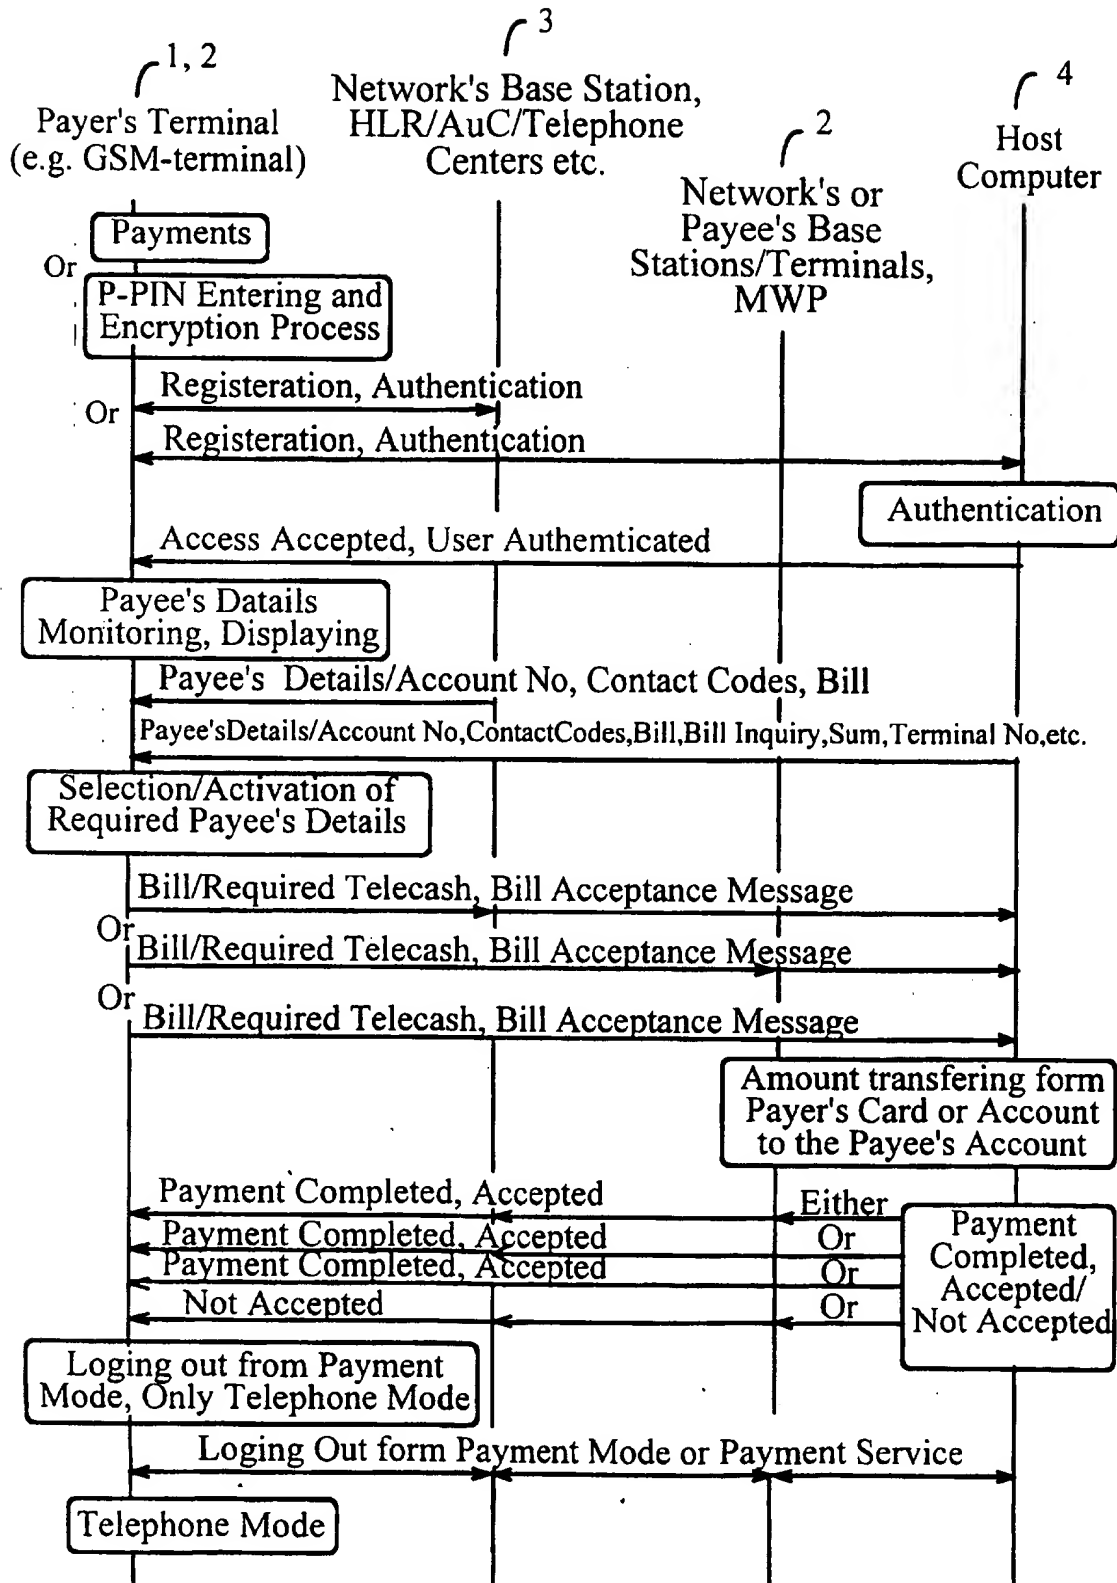 1, 2
3
2
4
Payer's Terminal
(e.g. GSM-terminal)
Network's Base Station,
HLR/AuC/Telephone
Centers etc.
Network's or
Payee's Base
Stations/Terminals,
MWP
Host
Computer
Payments
Or
P-PIN Entering and
Encryption Process
Registeration, Authentication
Or
Registeration, Authentication
Authentication
Access Accepted, User Authemticated
Payee's Datails
Monitoring, Displaying
Payee's Details/Account No, Contact Codes, Bill
Payee'sDetails/Account No,ContactCodes,Bill,Bill Inquiry,Sum,Terminal No,etc.
Selection/Activation of
Required Payee's Details
Bill/Required Telecash, Bill Acceptance Message
Or
Bill/Required Telecash, Bill Acceptance Message
Or
Bill/Required Telecash, Bill Acceptance Message
Amount transfering form
Payer's Card or Account
to the Payee's Account
Payment Completed, Accepted
Either
Payment Completed, Accepted
Or
Payment Completed, Accepted
Or
Not Accepted
Or
Payment
Completed,
Accepted/
Not Accepted
Loging out from Payment
Mode, Only Telephone Mode
Loging Out form Payment Mode or Payment Service
Telephone Mode